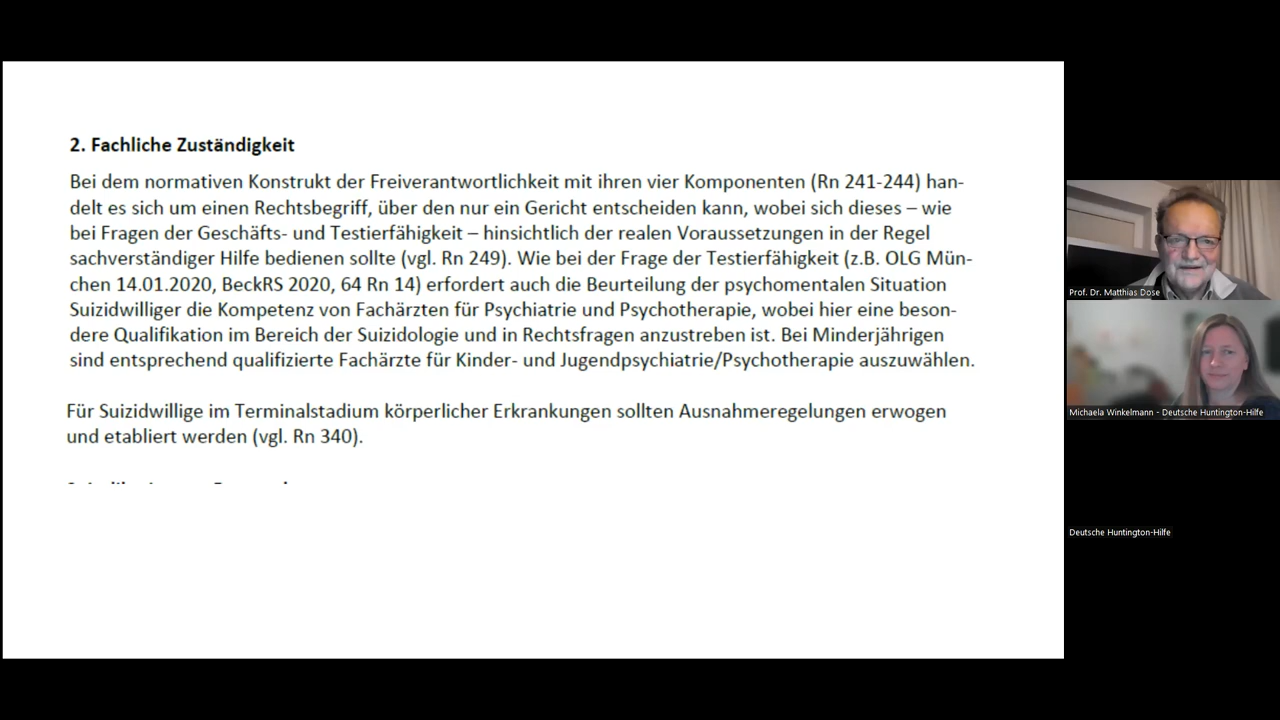 2. Fachliche Zuständigkeit
Bei dem normativen Konstrukt der Freiverantwortlichkeit mit ihren vier Komponenten (Rn 241-244) han-
delt es sich um einen Rechtsbegriff, über den nur ein Gericht entscheiden kann, wobei sich dieses – wie
bei Fragen der Geschäfts- und Testierfähigkeit – hinsichtlich der realen Voraussetzungen in der Regel
sachverständiger Hilfe bedienen sollte (vgl. Rn 249). Wie bei der Frage der Testierfähigkeit (z.B. OLG Mün-
chen 14.01.2020, BeckRS 2020, 64 Rn 14) erfordert auch die Beurteilung der psychomentalen Situation
Suizidwilliger die Kompetenz von Fachärzten für Psychiatrie und Psychotherapie, wobei hier eine beson-
dere Qualifikation im Bereich der Suizidologie und in Rechtsfragen anzustreben ist. Bei Minderjährigen
sind entsprechend qualifizierte Fachärzte für Kinder- und Jugendpsychiatrie/Psychotherapie auszuwählen.
Für Suizidwillige im Terminalstadium körperlicher Erkrankungen sollten Ausnahmeregelungen erwogen
und etabliert werden (vgl. Rn 340).
Prof. Dr. Matthias Dose
Michaela Winkelmann - Deutsche Huntington-Hilfe
Deutsche Huntington-Hilfe